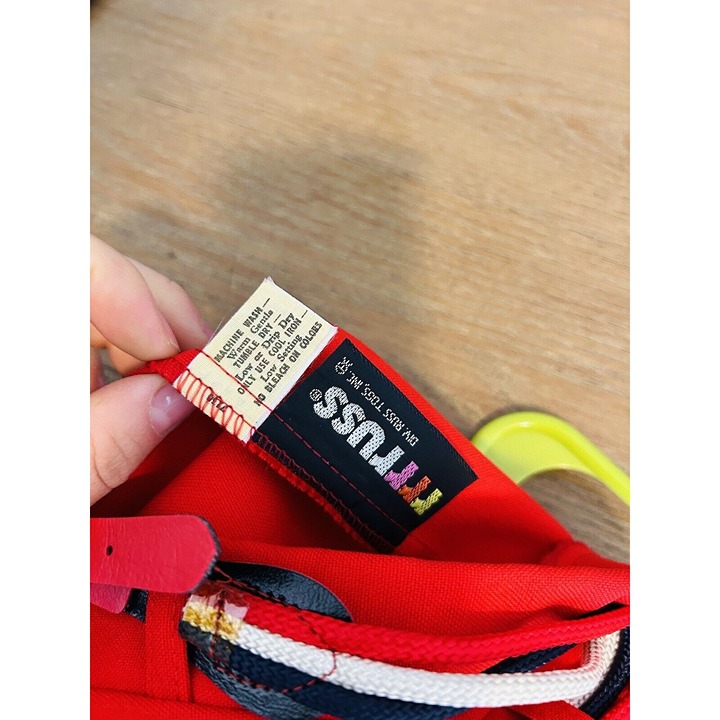 MACHINE WASH—
Warm Gentle
TUMBLE DRY—
Low or Drip Dry
ONLY USE COOL IRON—
Low Setting
NO BLEACH ON COLORS
rrrruss®
DIV. RUSS TOGS, INC.